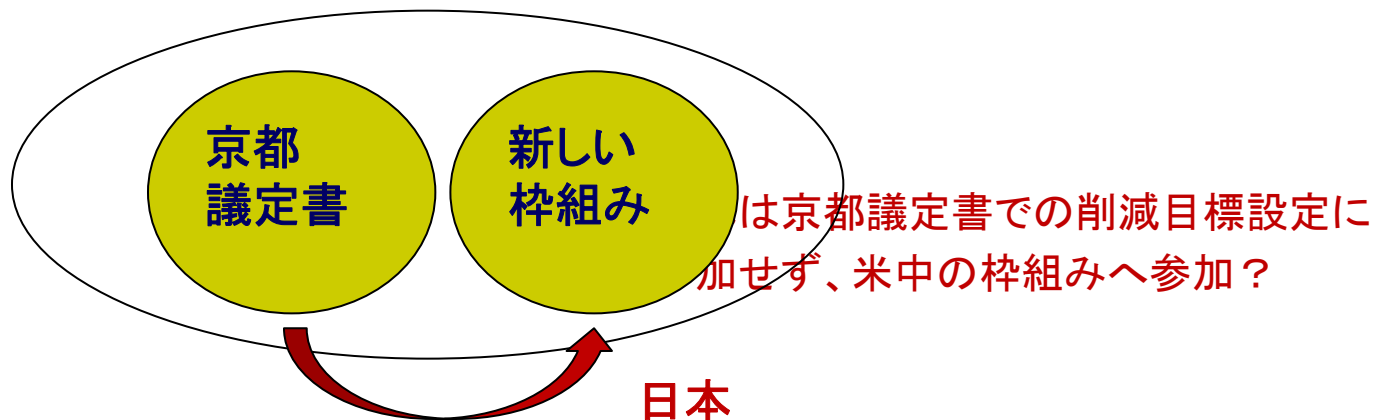 京都
議定書
新しい
枠組み
は京都議定書での削減目標設定に
加せず、米中の枠組みへ参加？
日本